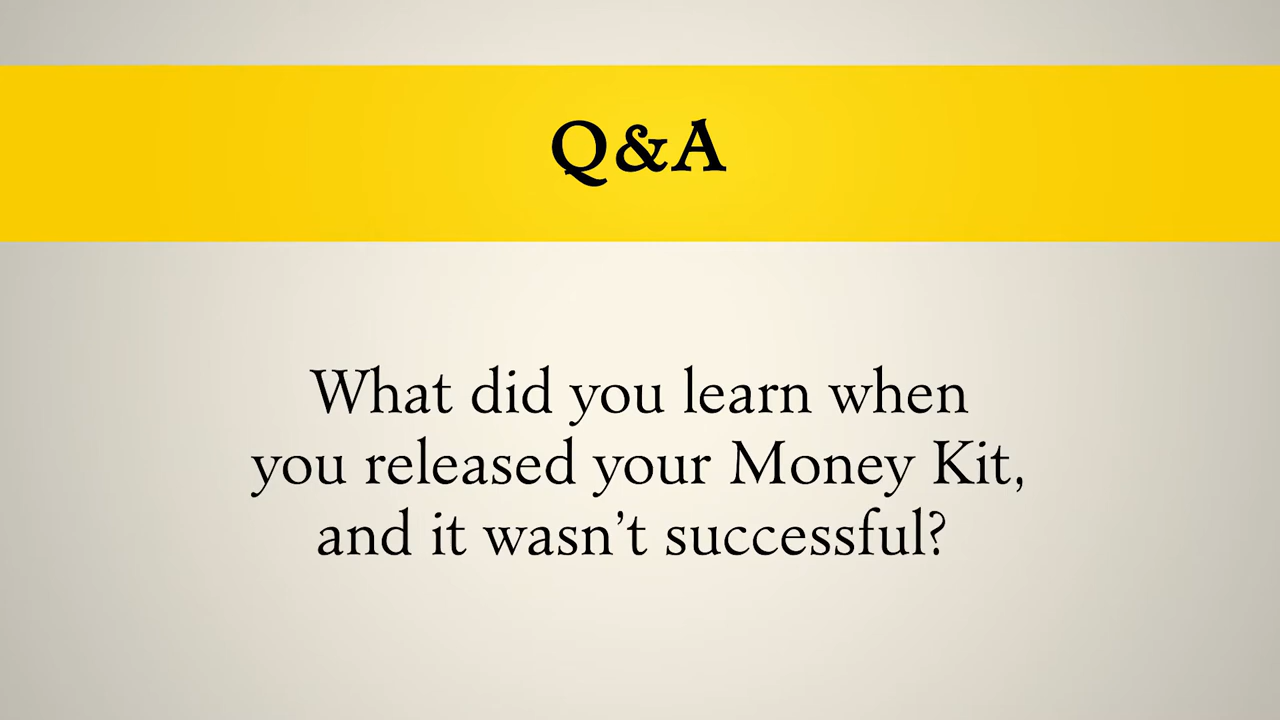 Q&A
What did you learn when
you released your Money Kit,
and it wasn’t successful?